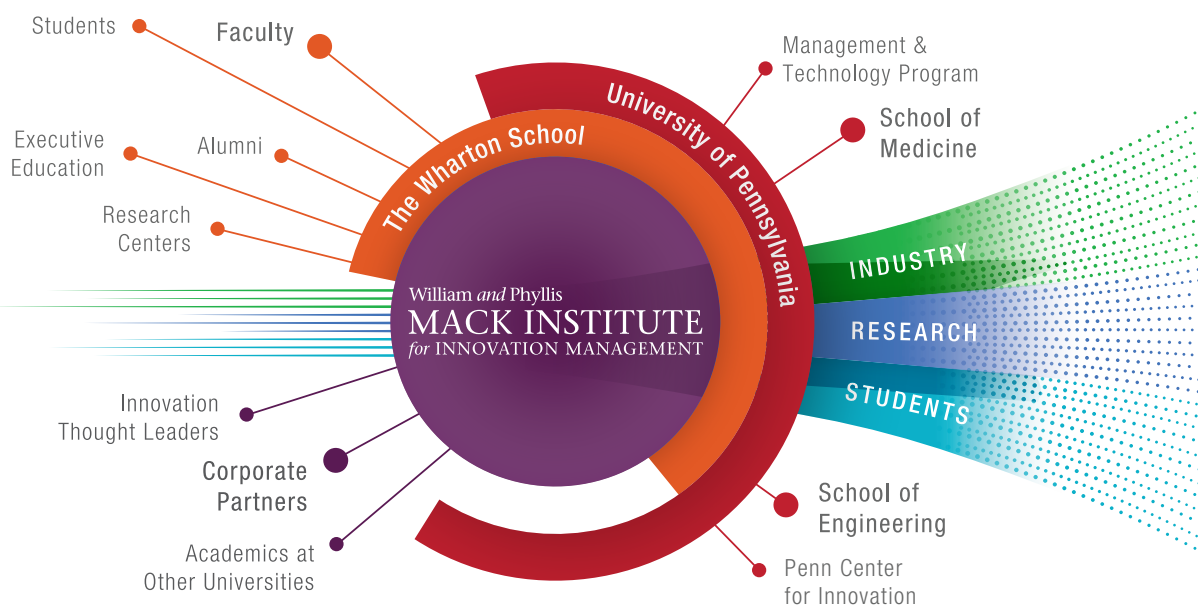 Students
Faculty
Executive
Education
Alumni
Research
Centers
The Wharton School
University of Pennsylvania
Management &
Technology Program
School of
Medicine
William and Phyllis
MACK INSTITUTE
for INNOVATION MANAGEMENT
INDUSTRY
RESEARCH
STUDENTS
Innovation
Thought Leaders
Corporate
Partners
Academics at
Other Universities
School of
Engineering
Penn Center
for Innovation